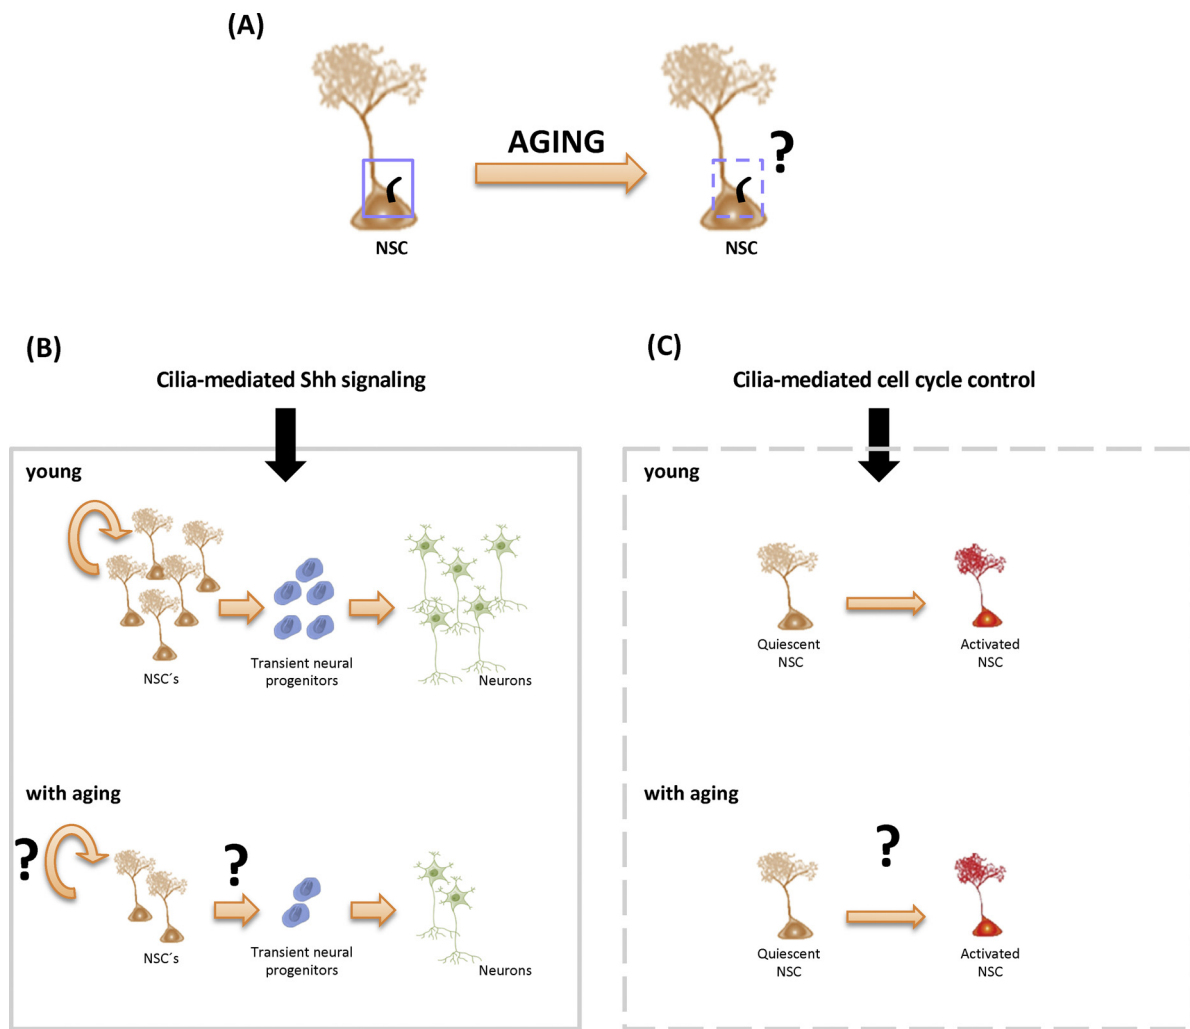 (A)
AGING
?
NSC
NSC
(B)
Cilia-mediated Shh signaling
young
NSC´s
Transient neural
progenitors
Neurons
with aging
?
?
NSC´s
Transient neural
progenitors
Neurons
(C)
Cilia-mediated cell cycle control
young
Quiescent
NSC
Activated
NSC
with aging
?
Quiescent
NSC
Activated
NSC